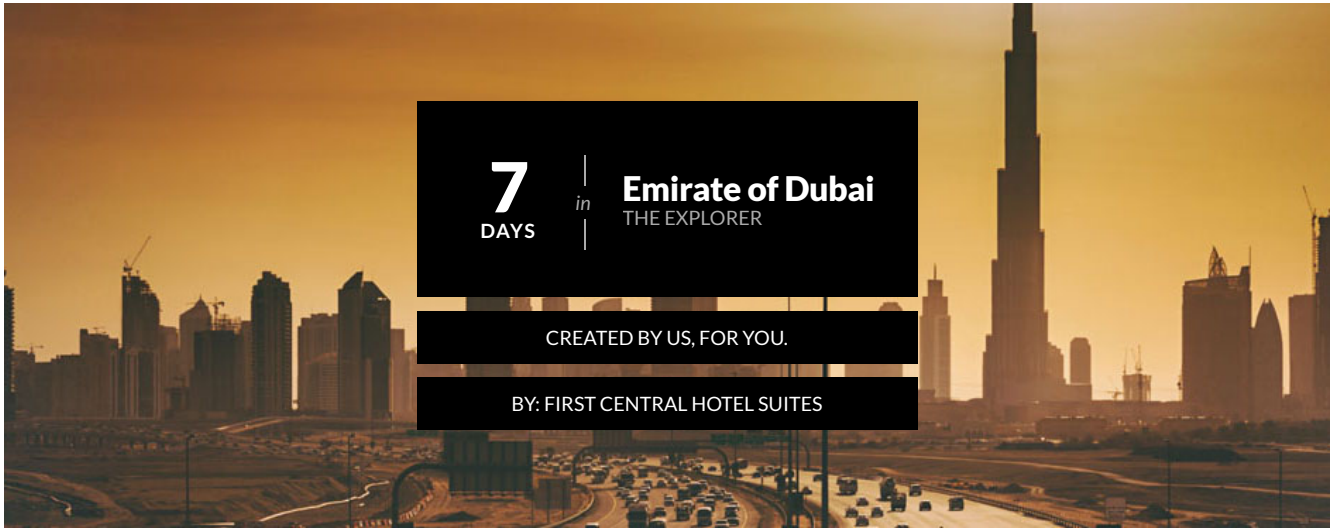 7
DAYS
in
Emirate of Dubai
THE EXPLORER
CREATED BY US, FOR YOU.
BY: FIRST CENTRAL HOTEL SUITES